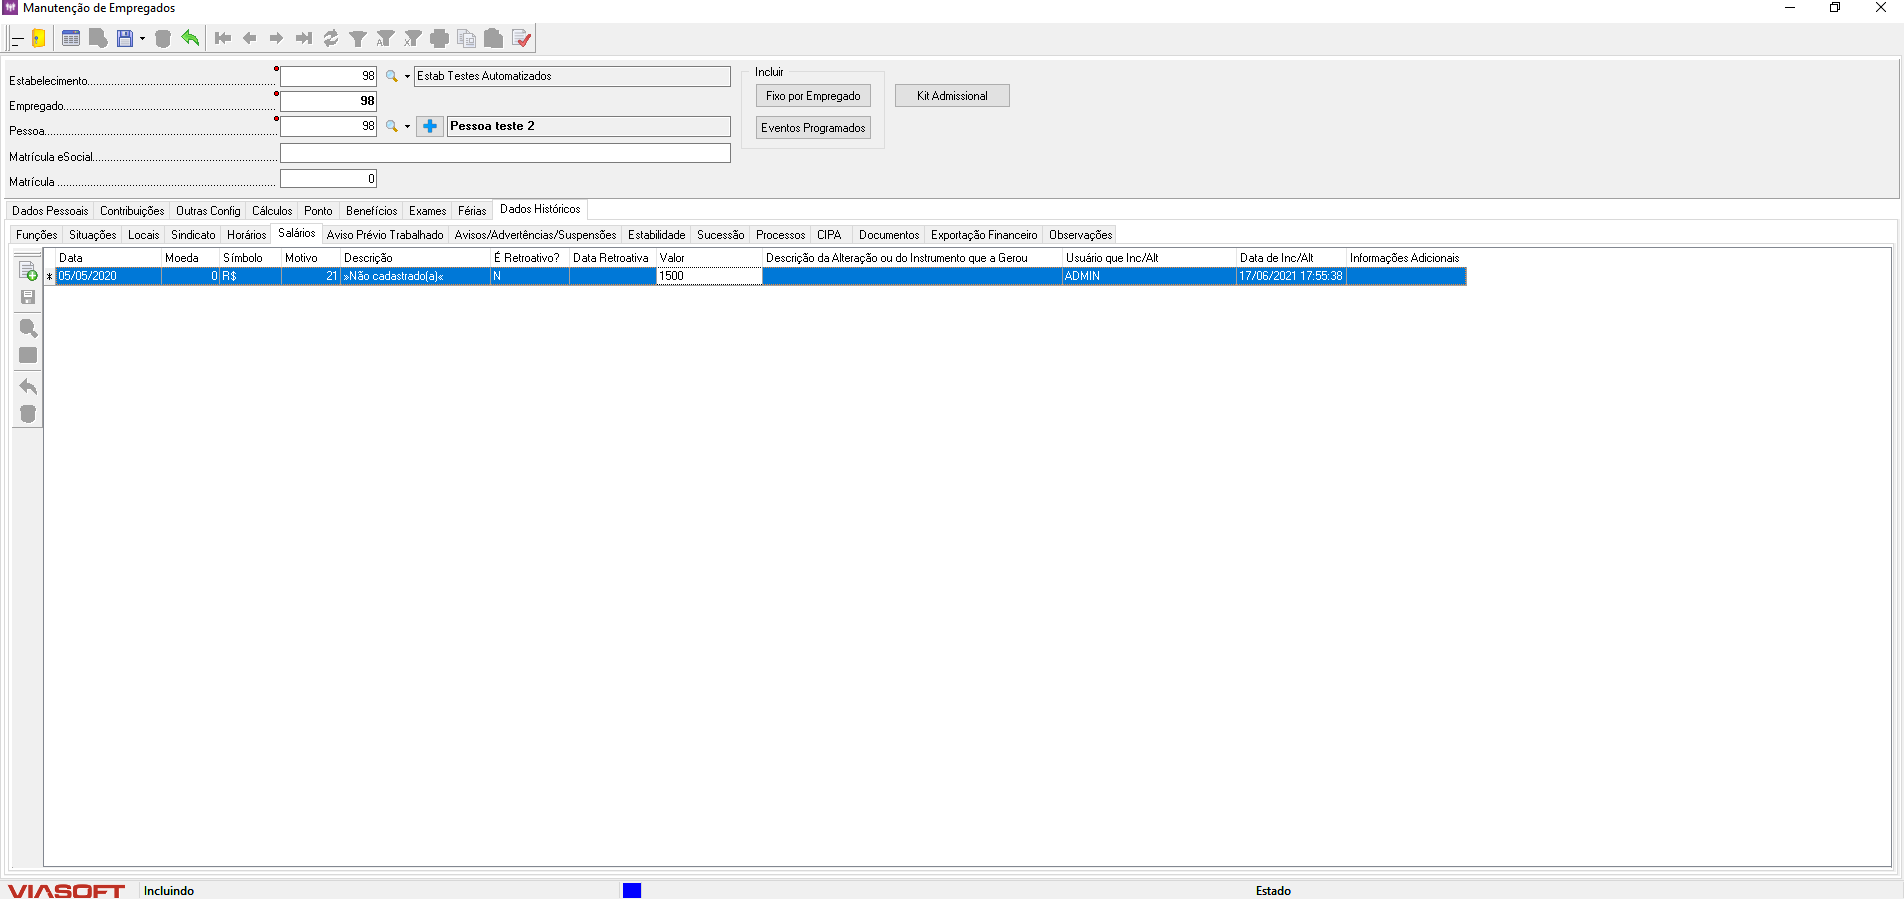 Manutenção de Empregados
Estabelecimento 98 Estab Testes Automatizados
Empregado 98
Pessoa 98 Pessoa teste 2
Matrícula eSocial
Matrícula 0
Incluir
Fixo por Empregado
Eventos Programados
Kit Admissional
Dados Pessoais Contribuições Outras Config Cálculos Ponto Benefícios Exames Férias Dados Históricos
Funções Situações Locais Sindicato Horários Salários Aviso Prévio Trabalhado Avisos/Advertências/Suspensões Estabilidade Sucessão Processos CIPA Documentos Exportação Financeiro Observações
Data Moeda Símbolo Motivo Descrição É Retroativo? Data Retroativa Valor Descrição da Alteração ou do Instrumento que a Gerou Usuário que Inc/Alt Data de Inc/Alt Informações Adicionais
05/05/2020 0 R$ 21 »Não cadastrado(a)« N 1500 ADMIN 17/06/2021 17:55:38
VIASOFT Incluindo Estado